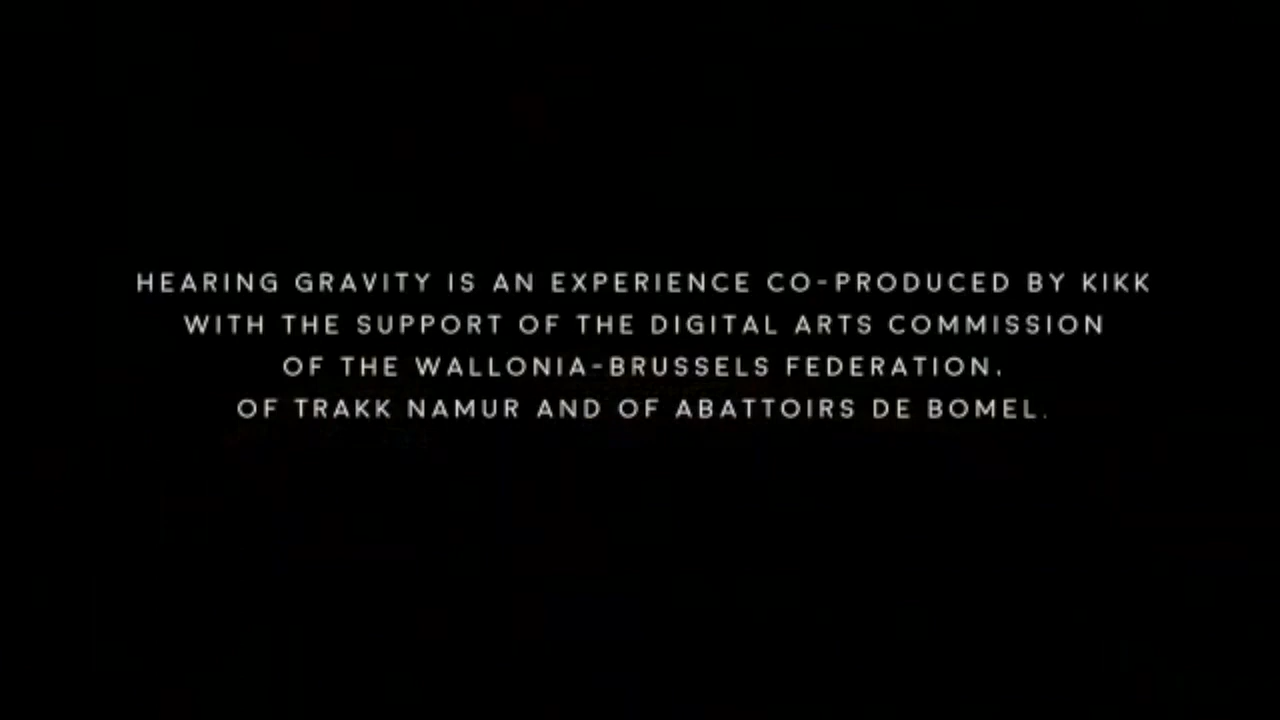 HEARING GRAVITY IS AN EXPERIENCE CO-PRODUCED BY KIKK
WITH THE SUPPORT OF THE DIGITAL ARTS COMMISSION
OF THE WALLONIA-BRUSSELS FEDERATION.
OF TRAKK NAMUR AND OF ABATTOIRS DE BOMEL.